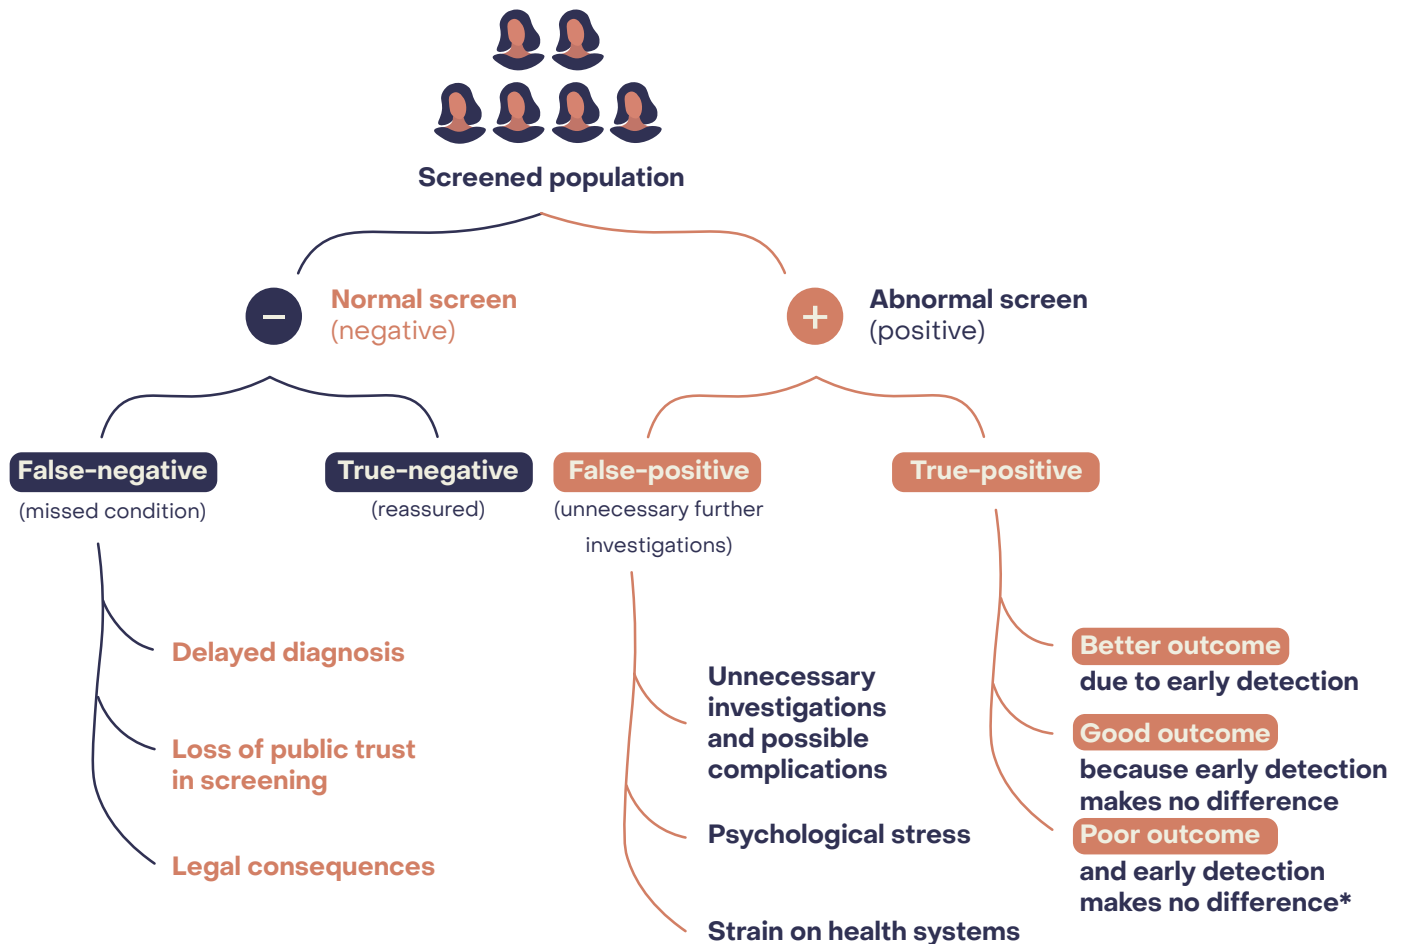 Screened population
−
Normal screen
(negative)
+
Abnormal screen
(positive)
False-negative
(missed condition)
True-negative
(reassured)
False-positive
(unnecessary further
investigations)
True-positive
Delayed diagnosis
Loss of public trust
in screening
Legal consequences
Unnecessary
investigations
and possible
complications
Psychological stress
Strain on health systems
Better outcome
due to early detection
Good outcome
because early detection
makes no difference
Poor outcome
and early detection
makes no difference*